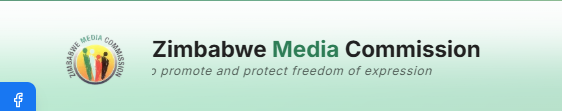 ZIMBABWE MEDIA COMMISSION
Zimbabwe Media Commission
o promote and protect freedom of expression